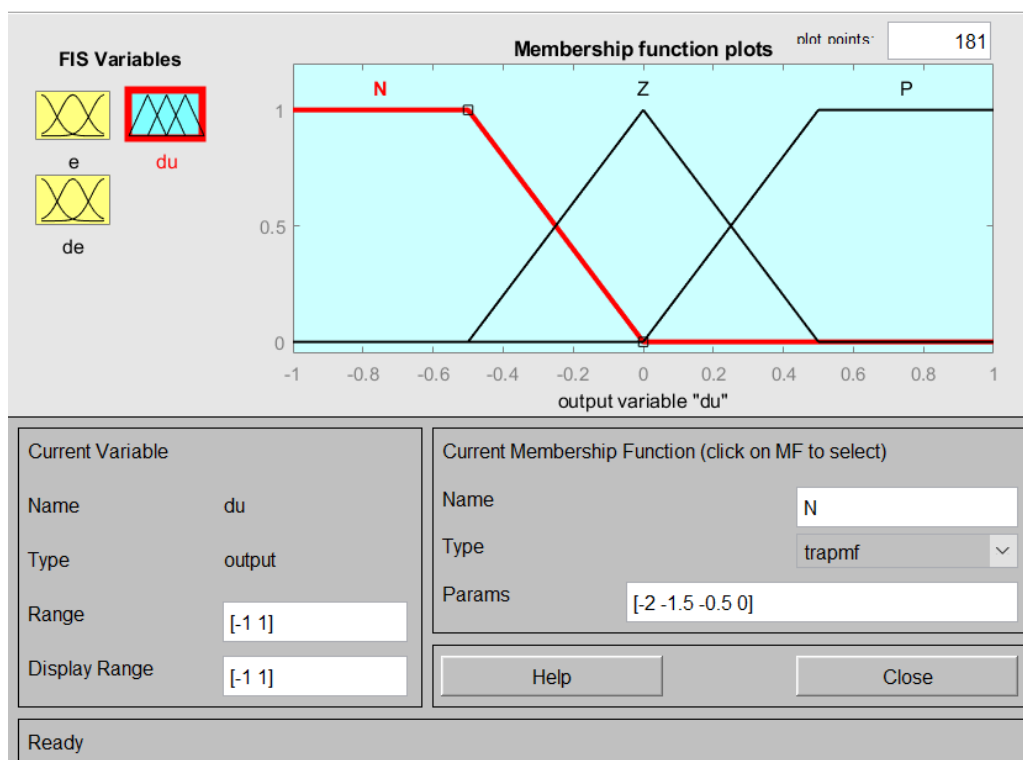 FIS Variables
e
du
de
Membership function plots
plot points:
181
N
Z
P
1
0.5
0
-1 -0.8 -0.6 -0.4 -0.2 0 0.2 0.4 0.6 0.8 1
output variable "du"
Current Variable
Name du
Type output
Range [-1 1]
Display Range [-1 1]
Current Membership Function (click on MF to select)
Name N
Type trapmf
Params [-2 -1.5 -0.5 0]
Help Close
Ready